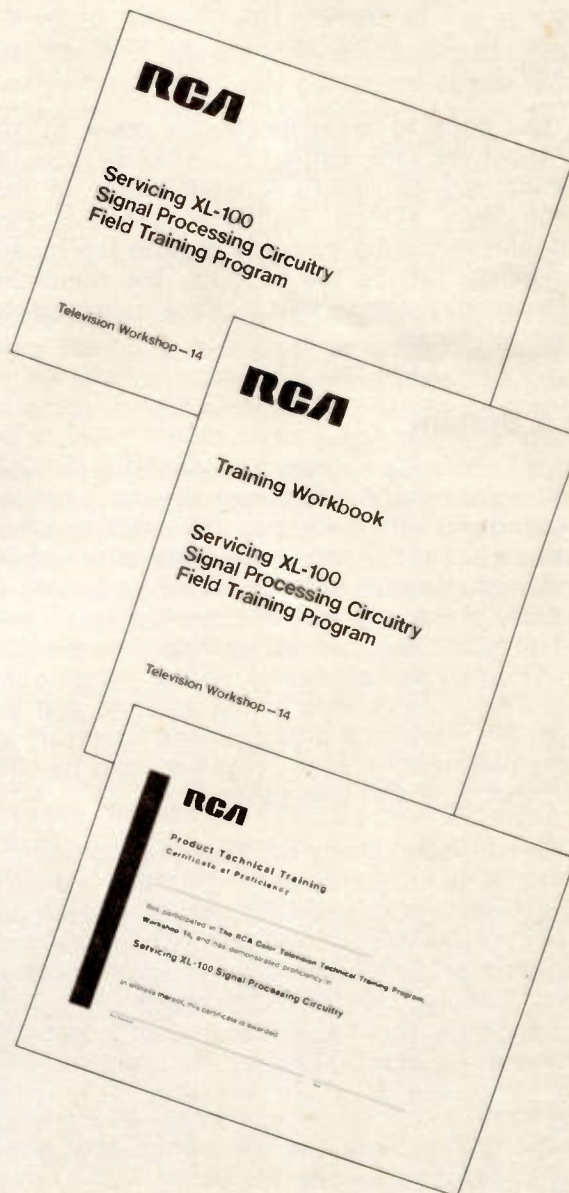 RCA
Servicing XL-100
Signal Processing Circuitry
Field Training Program
Television Workshop—14
RCA
Training Workbook
Servicing XL-100
Signal Processing Circuitry
Field Training Program
Television Workshop—14
RCA
Product Technical Training
Certificate of Proficiency
has participated in The RCA Color Television Technical Training Program,
Workshop 14, and has demonstrated proficiency in
Servicing XL-100 Signal Processing Circuitry
In witness thereof, this certificate is awarded